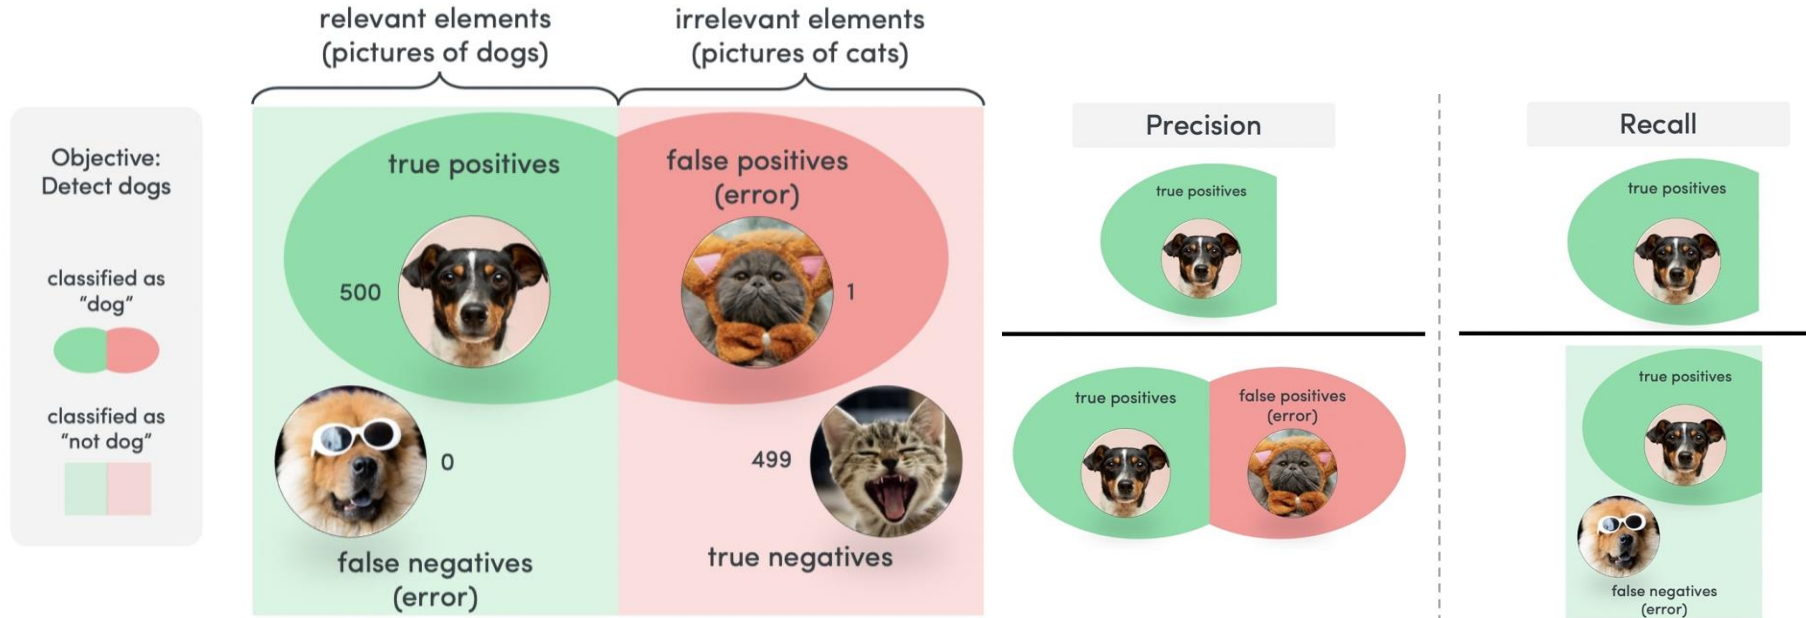 relevant elements
(pictures of dogs)
irrelevant elements
(pictures of cats)
Objective:
Detect dogs
classified as
“dog”
classified as
“not dog”
true positives
500
false positives
(error)
1
0
false negatives
(error)
499
true negatives
Precision
true positives
true positives
false positives
(error)
Recall
true positives
true positives
false negatives
(error)